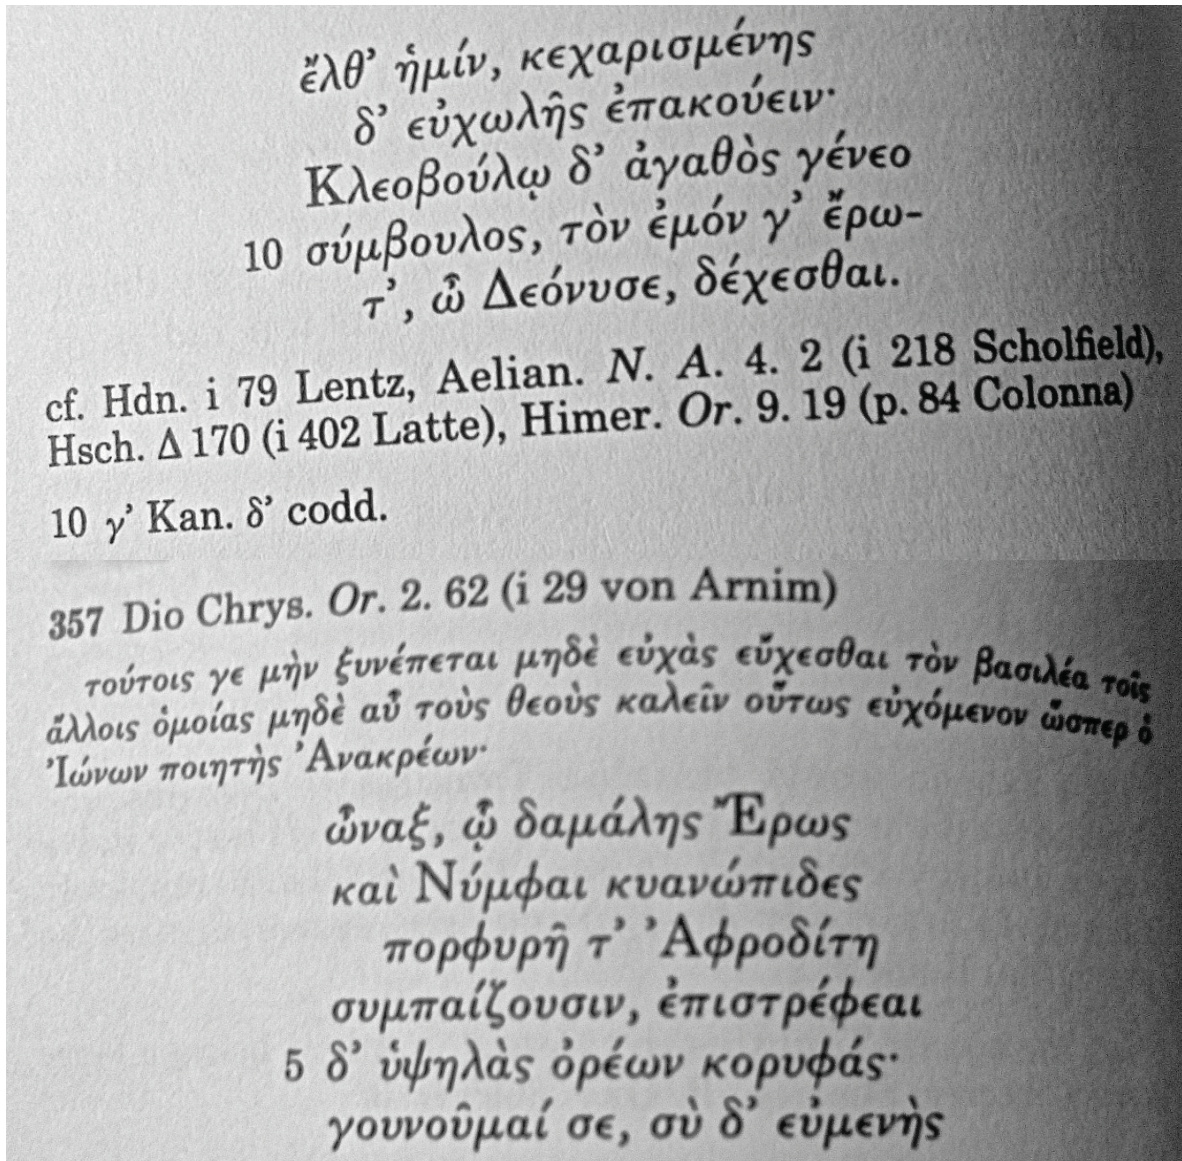 ἔλθ’ ἡμίν, κεχαρισμένης
δ’ εὐχωλῆς ἐπακούειν·
Κλεοβούλῳ δ’ ἀγαθὸς γένεο
10 σύμβουλος, τὸν ἐμόν γ’ ἔρω-
τ’, ὦ Δεόνυσε, δέχεσθαι.
cf. Hdn. i 79 Lentz, Aelian. N. A. 4. 2 (i 218 Scholfield),
Hsch. Δ 170 (i 402 Latte), Himer. Or. 9. 19 (p. 84 Colonna)
10 γ’ Kan. δ’ codd.
357 Dio Chrys. Or. 2. 62 (i 29 von Arnim)
τούτοις γε μὴν ξυνέπεται μηδὲ εὐχὰς εὔχεσθαι τὸν βασιλέα τοῖς
ἄλλοις ὁμοίας μηδὲ αὖ τοὺς θεοὺς καλεῖν οὕτως εὐχόμενον ὥσπερ ὁ
Ἰώνων ποιητὴς Ἀνακρέων·
ὦναξ, ᾧ δαμάλης Ἔρως
καὶ Νύμφαι κυανώπιδες
πορφυρῆ τ’ Ἀφροδίτη
συμπαίζουσιν, ἐπιστρέφεαι
5 δ’ ὑψηλὰς ὀρέων κορυφάς·
γουνοῦμαί σε, σὺ δ’ εὐμενὴς